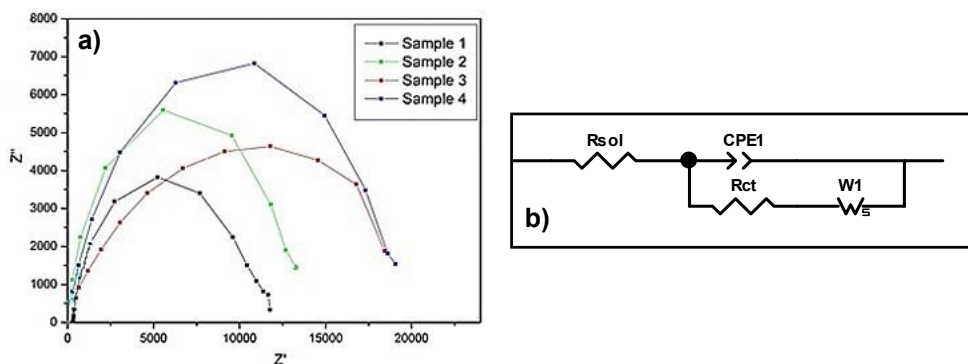 a)
8000
7000
6000
5000
4000
3000
2000
1000
0
Z"
0 5000 10000 15000 20000
Z'
Sample 1
Sample 2
Sample 3
Sample 4
b)
Rsol CPE1
Rct W1
s